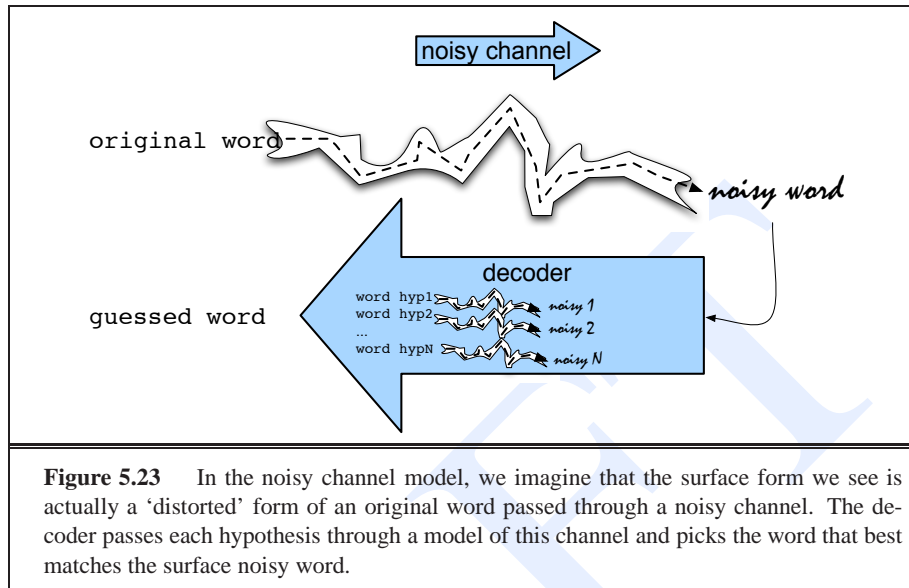 noisy channel
original word
noisy word
decoder
word hyp1
noisy 1
word hyp2
noisy 2
...
word hypN
noisy N
guessed word
Figure 5.23 In the noisy channel model, we imagine that the surface form we see is
actually a ‘distorted’ form of an original word passed through a noisy channel. The de-
coder passes each hypothesis through a model of this channel and picks the word that best
matches the surface noisy word.